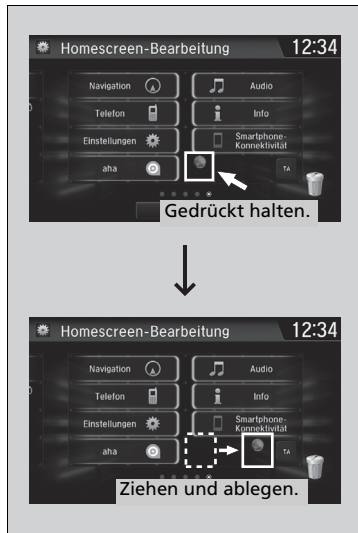 Homescreen-Bearbeitung 12:34
Navigation Audio
Telefon Info
Einstellungen Smartphone-
Konnektivität
aha TA
Gedrückt halten.
Homescreen-Bearbeitung 12:34
Navigation Audio
Telefon Info
Einstellungen Smartphone-
Konnektivität
aha TA
Ziehen und ablegen.